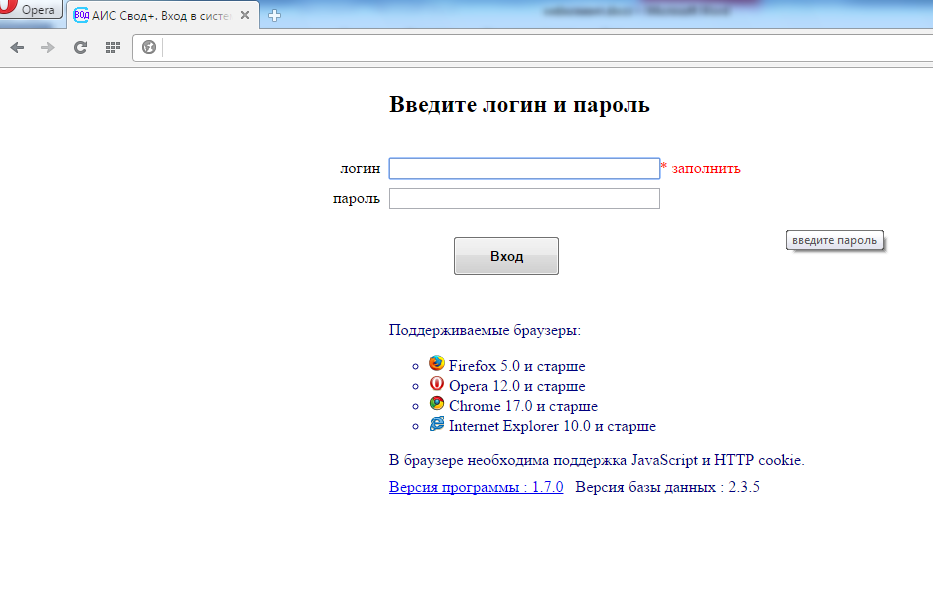 Opera
ВОД АИС Свод+. Вход в систе
Введите логин и пароль
логин * заполнить
пароль
введите пароль
Вход
Поддерживаемые браузеры:
Firefox 5.0 и старше
Opera 12.0 и старше
Chrome 17.0 и старше
Internet Explorer 10.0 и старше
В браузере необходима поддержка JavaScript и HTTP cookie.
Версия программы : 1.7.0 Версия базы данных : 2.3.5